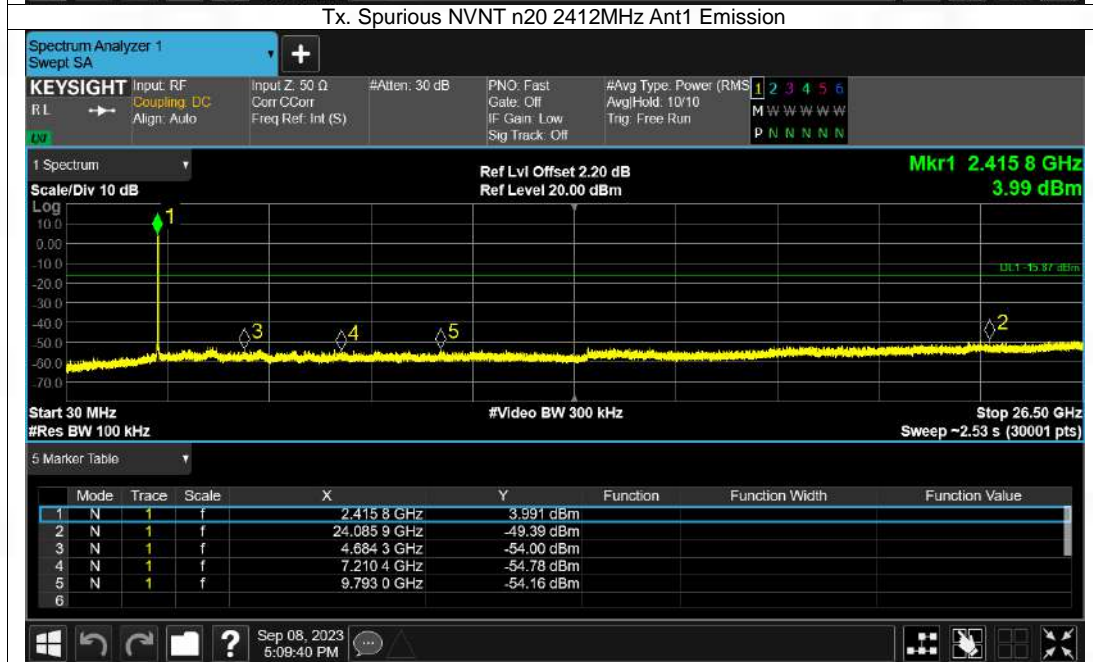 Tx. Spurious NVNT n20 2412MHz Ant1 Emission
Spectrum Analyzer 1
Swept SA
+
KEYSIGHT Input: RF Input Z: 50 Ω #Atten: 30 dB PNO: Fast #Avg Type: Power (RMS 1 2 3 4 5 6
RL Coupling: DC Corr CCorr Gate: Off Avg|Hold: 10/10 M W W W W W
Align: Auto Freq Ref: Int (S) IF Gain: Low Trig: Free Run
Sig Track: Off P N N N N N
LXI
1 Spectrum Ref Lvl Offset 2.20 dB Mkr1 2.415 8 GHz
Scale/Div 10 dB Ref Level 20.00 dBm 3.99 dBm
Log
10.0 1
0.00
-10.0 DL1 -15.87 dBm
-20.0
-30.0
-40.0 3 4 5 2
-50.0
-60.0
-70.0
Start 30 MHz #Video BW 300 kHz Stop 26.50 GHz
#Res BW 100 kHz Sweep ~2.53 s (30001 pts)
5 Marker Table
Mode Trace Scale X Y Function Function Width Function Value
1 N 1 f 2.415 8 GHz 3.991 dBm
2 N 1 f 24.085 9 GHz -49.39 dBm
3 N 1 f 4.684 3 GHz -54.00 dBm
4 N 1 f 7.210 4 GHz -54.78 dBm
5 N 1 f 9.793 0 GHz -54.16 dBm
6
? Sep 08, 2023
5:09:40 PM